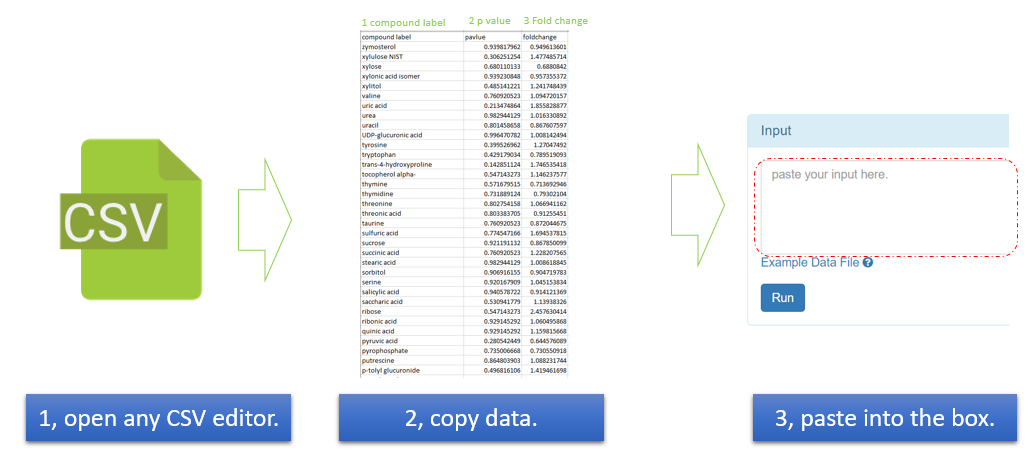 1 compound label 2 p value 3 Fold change
compound label pavlue foldchange
zymosterol 0.939817962 0.949613601
xylulose NIST 0.306251254 1.477485714
xylose 0.680110133 0.6880842
xylonic acid isomer 0.939230848 0.957355372
xylitol 0.485141221 1.241748439
valine 0.760920523 1.094720157
uric acid 0.213474864 1.855828877
urea 0.982944129 1.016330892
uracil 0.801458658 0.867607597
UDP-glucuronic acid 0.996470782 1.008142494
tyrosine 0.399526962 1.27047492
tryptophan 0.429179034 0.789519093
trans-4-hydroxyproline 0.142851124 1.746535418
tocopherol alpha- 0.547143273 1.146237577
thymine 0.571679515 0.713692946
thymidine 0.731889124 0.79302104
threonine 0.802754158 1.066941162
threonic acid 0.803383705 0.91255451
taurine 0.760920523 0.872044675
sulfuric acid 0.774547166 1.694537815
sucrose 0.921191132 0.867850099
succinic acid 0.760920523 1.228207565
stearic acid 0.982944129 1.008618845
sorbitol 0.906916155 0.904719783
serine 0.920167909 1.045153834
salicylic acid 0.940578722 0.914121369
saccharic acid 0.530941779 1.13938326
ribose 0.547143273 2.457630414
ribonic acid 0.929145292 1.060495868
quinic acid 0.929145292 1.159815668
pyruvic acid 0.280542449 0.644576089
pyrophosphate 0.735006668 0.730550918
putrescine 0.864803903 1.088231744
p-tolyl glucuronide 0.496816106 1.419461698
CSV
Input
paste your input here.
Example Data File
Run
1, open any CSV editor.
2, copy data.
3, paste into the box.